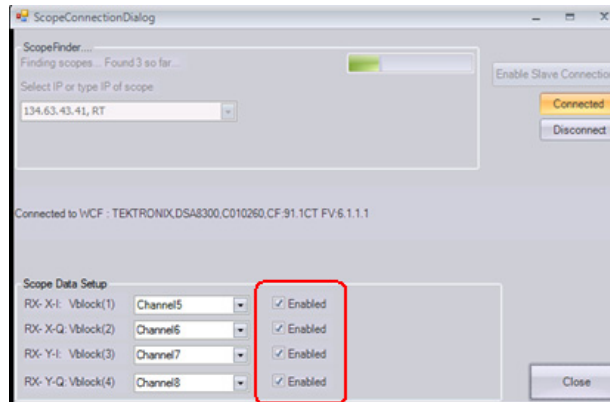 ScopeConnectionDialog
ScopeFinder....
Finding scopes... Found 3 so far...
Select IP or type IP of scope
134.63.43.41, RT
Enable Slave Connection
Connected
Disconnect
Connected to WCF : TEKTRONIX,DSA8300,C010260,CF:91.1CT FV:6.1.1.1
Scope Data Setup
RX- X-I: Vblock(1) Channel5 Enabled
RX- X-Q: Vblock(2) Channel6 Enabled
RX- Y-I: Vblock(3) Channel7 Enabled
RX- Y-Q: Vblock(4) Channel8 Enabled
Close